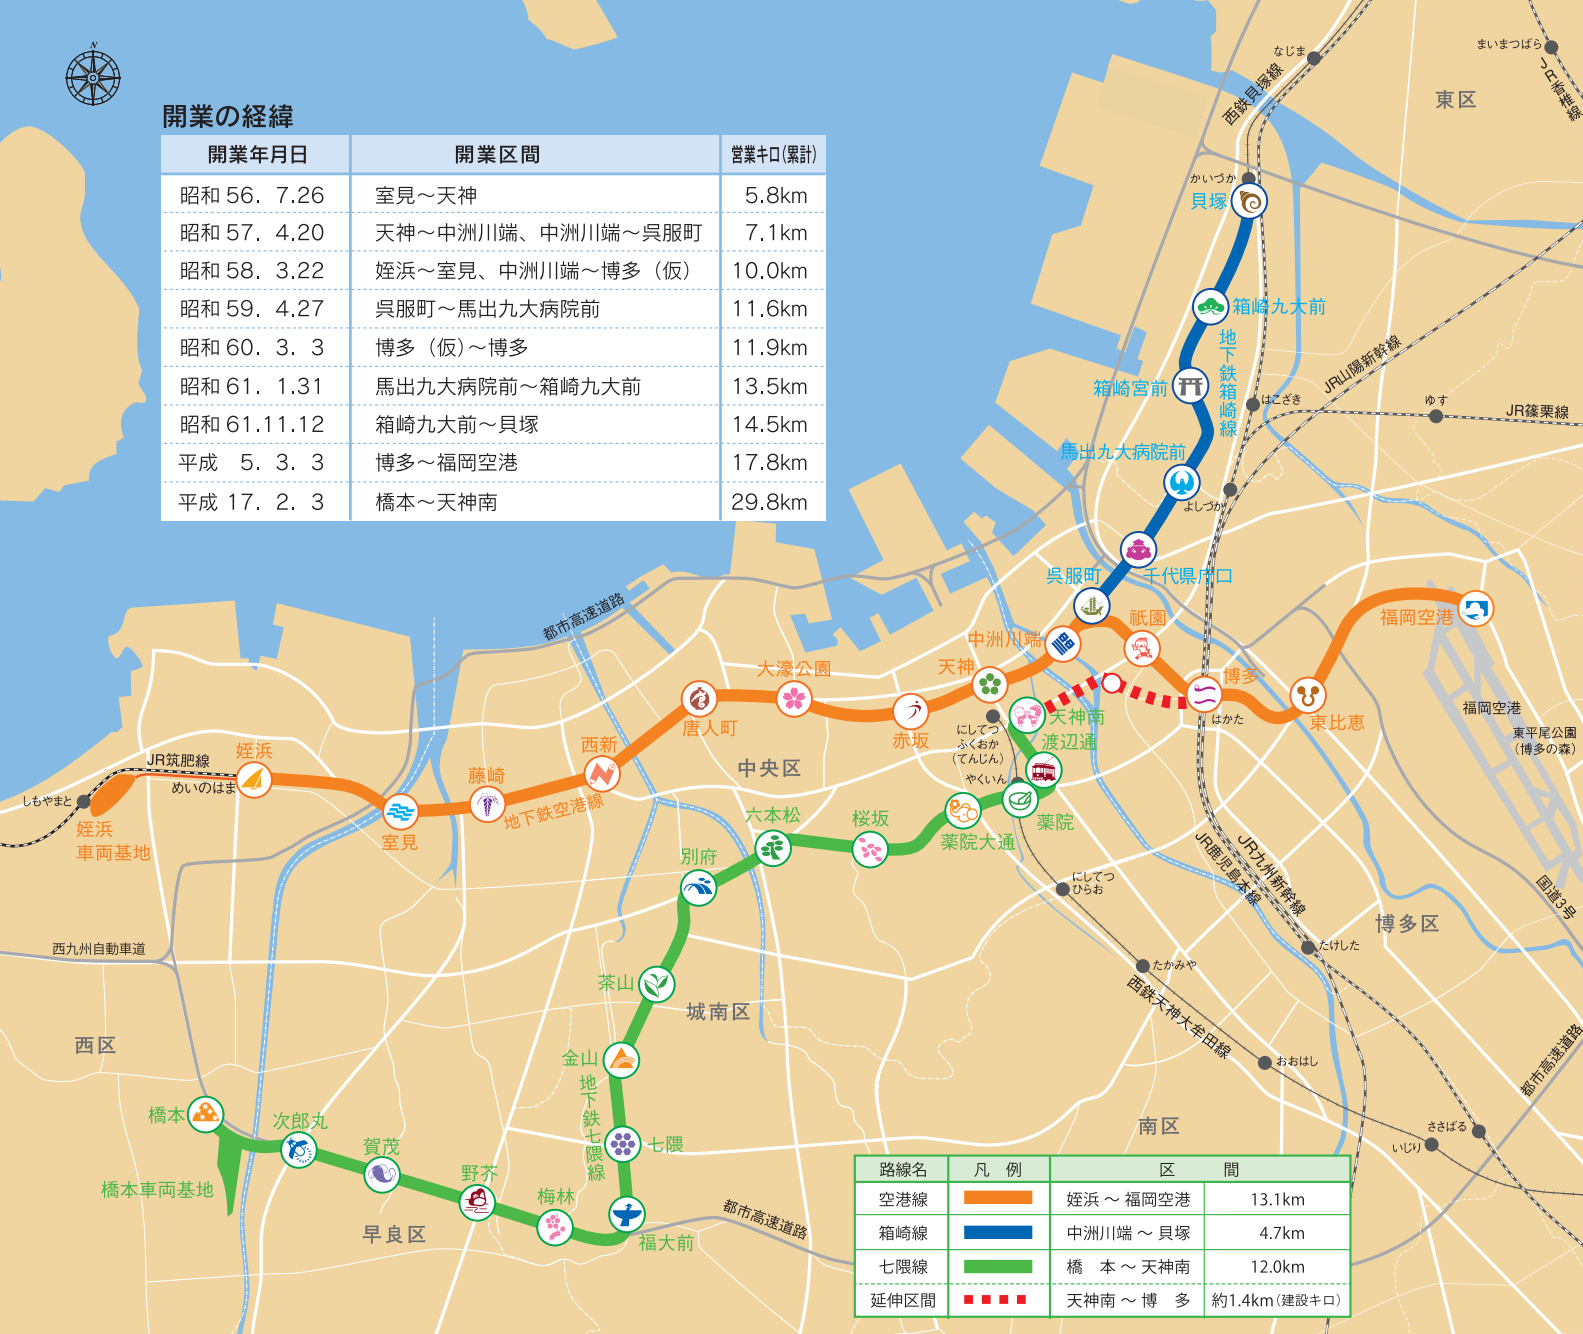 N
開業の経緯
開業年月日 開業区間 営業キロ(累計)
昭和 56. 7.26 室見～天神 5.8km
昭和 57. 4.20 天神～中洲川端、中洲川端～呉服町 7.1km
昭和 58. 3.22 姪浜～室見、中洲川端～博多（仮） 10.0km
昭和 59. 4.27 呉服町～馬出九大病院前 11.6km
昭和 60. 3. 3 博多（仮）～博多 11.9km
昭和 61. 1.31 馬出九大病院前～箱崎九大前 13.5km
昭和 61.11.12 箱崎九大前～貝塚 14.5km
平成 5. 3. 3 博多～福岡空港 17.8km
平成 17. 2. 3 橋本～天神南 29.8km
なじま
まいまつばら
JR香椎線
東区
西鉄貝塚線
かいづか
貝塚
箱崎九大前
地下鉄箱崎線
箱崎宮前
はこざき
JR山陽新幹線
ゆす
JR篠栗線
馬出九大病院前
よしづか
呉服町
千代県庁口
都市高速道路
中洲川端
祇園
福岡空港
天神
博多
はかた
東比恵
福岡空港
東平尾公園
（博多の森）
大濠公園
唐人町
赤坂
天神南
渡辺通
にしてつ
ふくおか
（てんじん）
やくいん
薬院
薬院大通
桜坂
六本松
中央区
西新
藤崎
地下鉄空港線
室見
姪浜
JR筑肥線
めいのはま
しもやまと
姪浜
車両基地
別府
にしてつ
ひらお
JR鹿児島本線
JR九州新幹線
国道3号
博多区
たけした
西九州自動車道
茶山
城南区
たかみや
西鉄天神大牟田線
西区
金山
地下鉄七隈線
おおはし
都市高速道路
橋本
次郎丸
賀茂
七隈
南区
ささばる
いじり
橋本車両基地
野芥
梅林
早良区
福大前
都市高速道路
路線名 凡 例 区 間
空港線 姪浜 ～ 福岡空港 13.1km
箱崎線 中洲川端 ～ 貝塚 4.7km
七隈線 橋 本 ～ 天神南 12.0km
延伸区間 天神南 ～ 博 多 約1.4km（建設キロ）